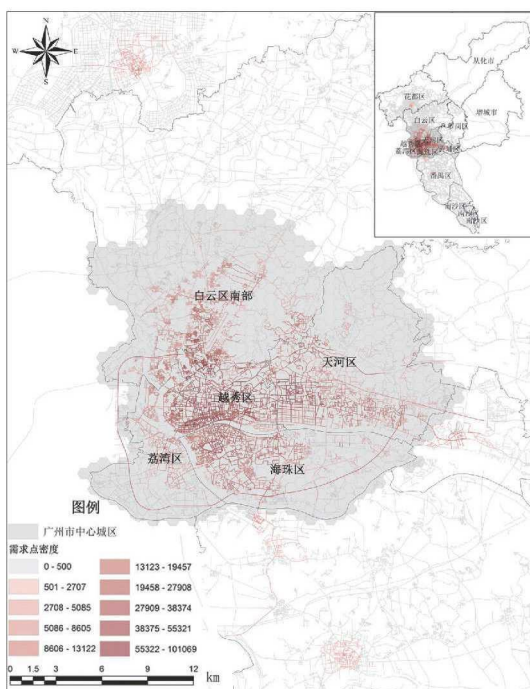 N
W
E
S
从化市
花都区
增城市
白云区
番禺区
白云区南部
天河区
越秀区
荔湾区
海珠区
图例
广州市中心城区
需求点密度
0 - 500
501 - 2707
2708 - 5085
5086 - 8605
8606 - 13122
13123 - 19457
19458 - 27908
27909 - 38374
38375 - 55321
55322 - 101069
0 1.5 3 6 9 12
km